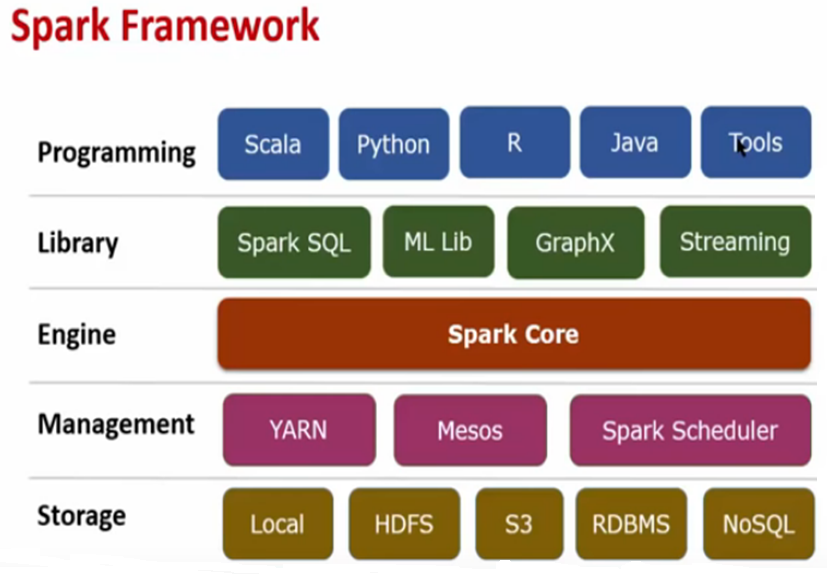 Spark Framework
Programming
Scala
Python
R
Java
Tools
Library
Spark SQL
ML Lib
GraphX
Streaming
Engine
Spark Core
Management
YARN
Mesos
Spark Scheduler
Storage
Local
HDFS
S3
RDBMS
NoSQL